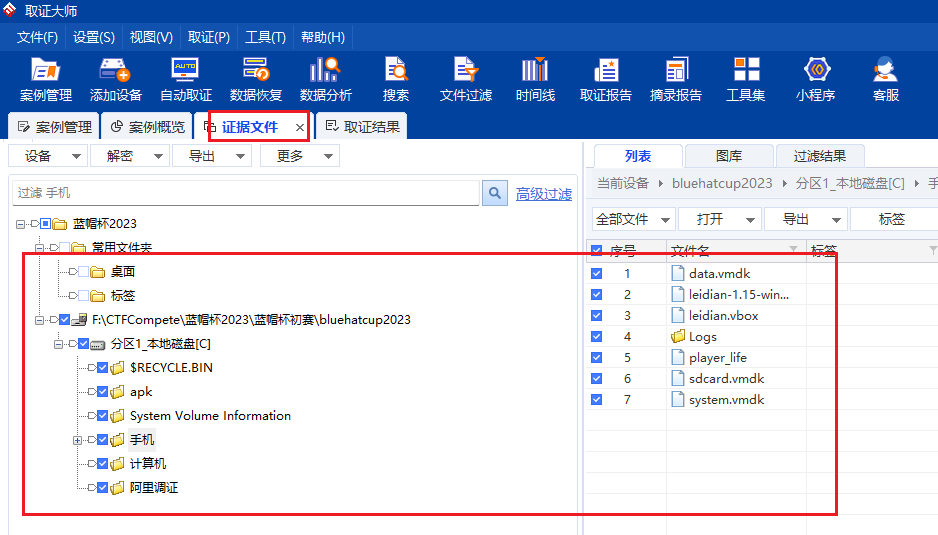 取证大师
文件(F) 设置(S) 视图(V) 取证(P) 工具(T) 帮助(H)
AUTO
案例管理 添加设备 自动取证 数据恢复 数据分析 搜索 文件过滤 时间线 取证报告 摘录报告 工具集 小程序 客服
案例管理 案例概览 证据文件 × 取证结果
设备 解密 导出 更多
过滤 手机 高级过滤
蓝帽杯2023
常用文件夹
桌面
标签
F:\CTFCompete\蓝帽杯2023\蓝帽杯初赛\bluehatcup2023
分区1_本地磁盘[C]
$RECYCLE.BIN
apk
System Volume Information
手机
计算机
阿里调证
列表 图库 过滤结果
当前设备 bluehatcup2023 分区1_本地磁盘[C]
全部文件 打开 导出 标签
序号 文件名 标签
1 data.vmdk
2 leidian-1.15-win...
3 leidian.vbox
4 Logs
5 player_life
6 sdcard.vmdk
7 system.vmdk